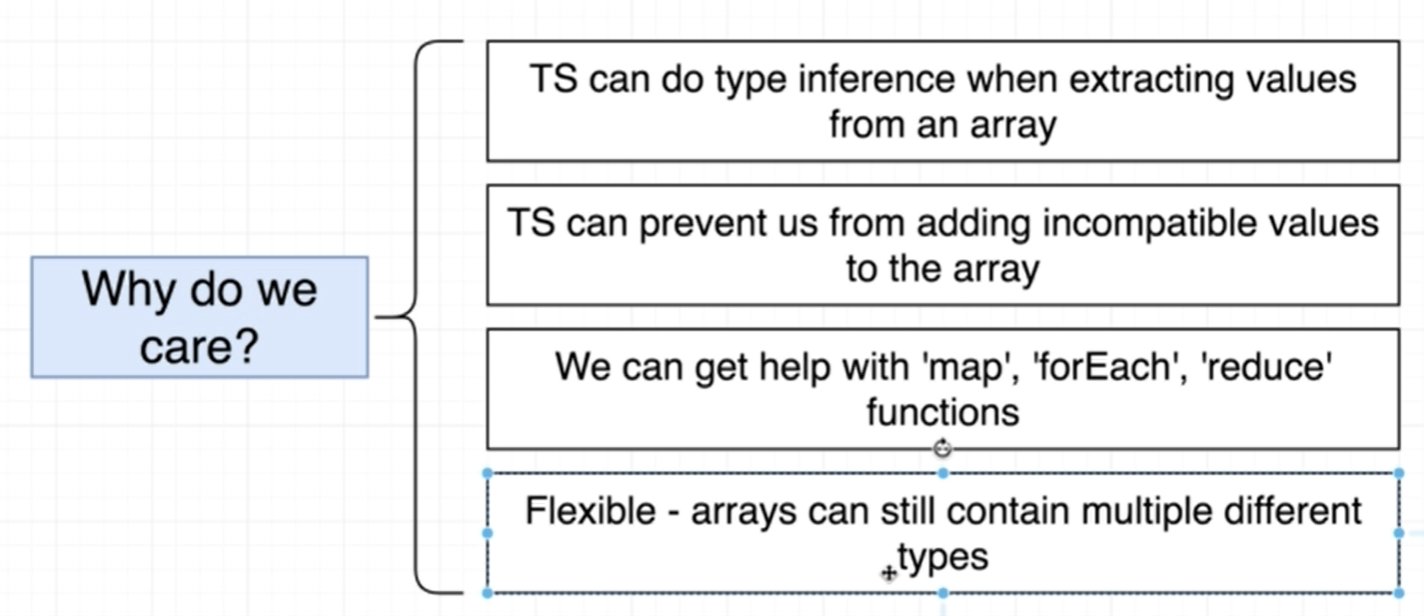 Why do we
care?
TS can do type inference when extracting values
from an array
TS can prevent us from adding incompatible values
to the array
We can get help with 'map', 'forEach', 'reduce'
functions
Flexible - arrays can still contain multiple different
types